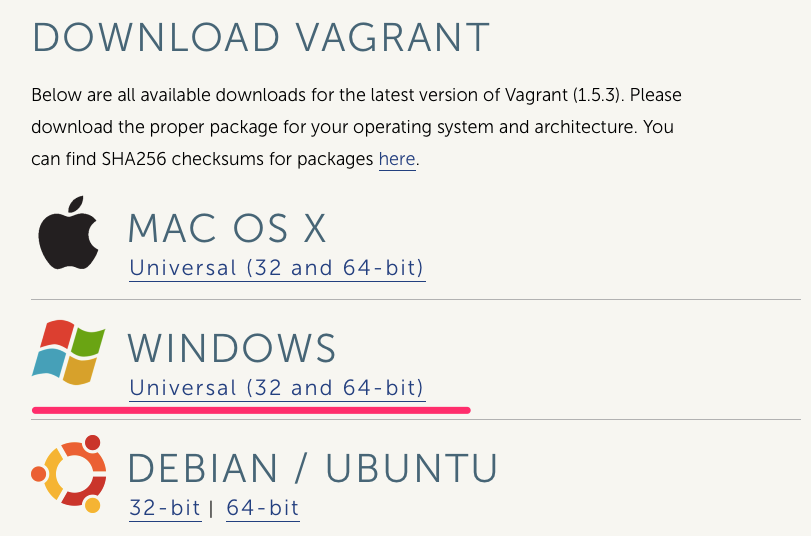 DOWNLOAD VAGRANT
Below are all available downloads for the latest version of Vagrant (1.5.3). Please
download the proper package for your operating system and architecture. You
can find SHA256 checksums for packages here.
MAC OS X
Universal (32 and 64-bit)
WINDOWS
Universal (32 and 64-bit)
DEBIAN / UBUNTU
32-bit | 64-bit